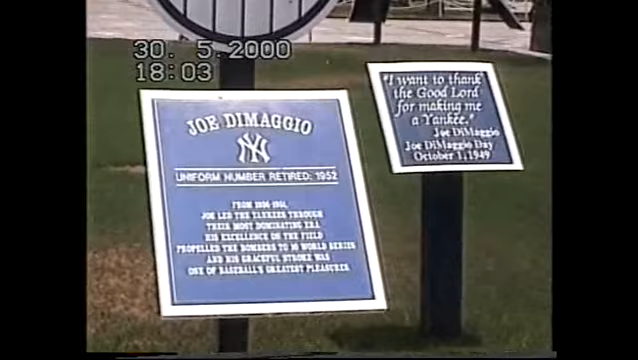 30. 5.2000
18:03
JOE DIMAGGIO
NY
UNIFORM NUMBER RETIRED: 1952
FROM 1936-1951,
JOE LED THE YANKEES THROUGH
THEIR MOST DOMINATING ERA
HIS EXCELLENCE ON THE FIELD
PROPELLED THE BOMBERS TO 10 WORLD SERIES
AND HIS GRACEFUL STROKE WAS
ONE OF BASEBALL'S GREATEST PLEASURES
"I want to thank
the Good Lord
for making me
a Yankee."
Joe DiMaggio
Joe DiMaggio Day
October 1, 1949